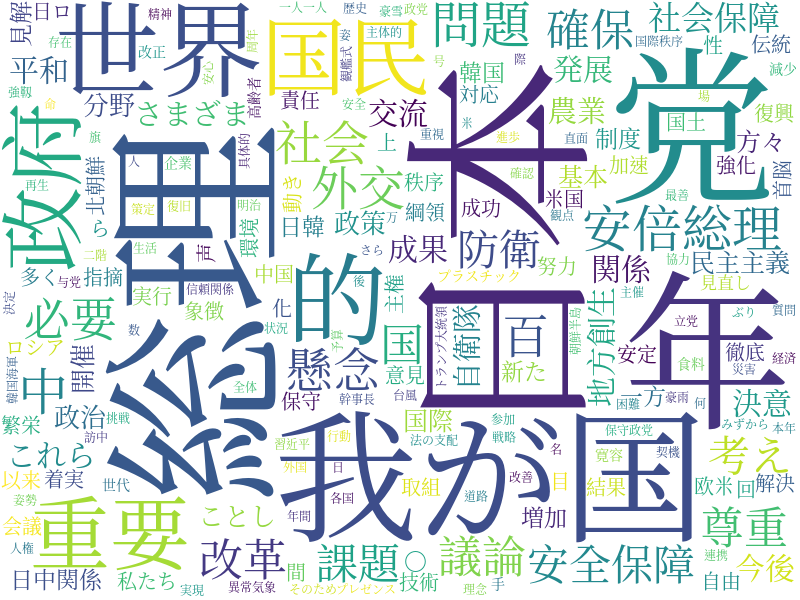 世界
国民
問題
確保
社会保障
見解
日ロ
精神
一人一人
歴史
豪雪
政党
主体的
国際秩序
減少
伝統
性
存在
改正
周年
観艦式
姿
号
際
平和
分野
安心
高齢者
強靱
命
政府
さまざま
責任
交流
韓国
対応
発展
農業
復興
社会
総理
日本
党
安全
重視
米
進歩
直面
場
国土
方々
制度
加速
強化
首脳
旗
人
企業
具体的
動き
外交
上
秩序
基本
米国
確認
観点
最善
北朝鮮
再生
策定
復旧
明治
環境
日韓
政策
万
綱領
成功
安倍総理
ら
二階
生活
声
成果
防衛
さら
関係
民主主義
多く
与党
指摘
信頼関係
中国
的
プラスチック
努力
協力
見直し
必要
実行
化
後
主権
自衛隊
百
年
決定
象徴
懸念
国
新た
地方創生
立党
主催
ぶり
質問
ロシア
状況
数
予算
トランプ大統領
朝鮮半島
安定
食料
徹底
経済
災害
開催
中
韓国海軍
全体
保守
意見
幹事長
台風
一方
豪雨
困難
何
決意
みずから
本年
繁栄
政治
挑戦
訪中
我が国
国際
参加
戦略
法の支配
これら
習近平
行動
名
保守政党
寛容
契機
考え
以来
着実
世代
外国
日
各国
改善
目
欧米
回
解決
姿勢
重要
取組
道路
結果
会議
ことし
年間
増加
尊重
人権
改革
課題
○
議論
安全保障
連携
今後
日中関係
私たち
間
異常気象
技術
手
自由
実現
そのため
プレゼンス
理念